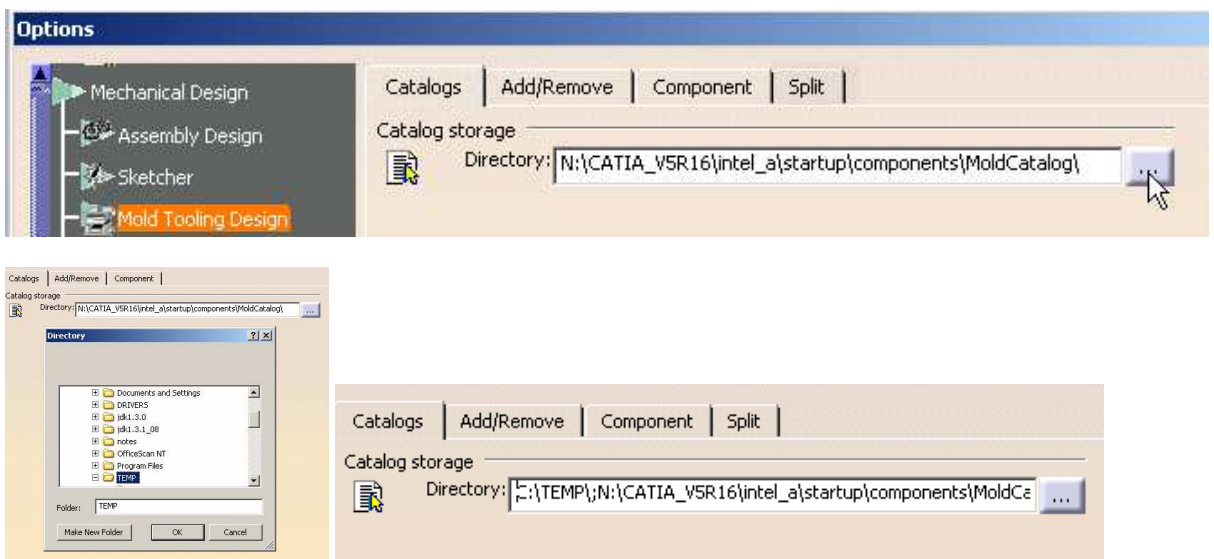 Options
Mechanical Design
Assembly Design
Sketcher
Mold Tooling Design
Catalogs Add/Remove Component Split
Catalog storage
Directory: N:\CATIA_V5R16\intel_a\startup\components\MoldCatalog\ ...
Catalogs Add/Remove Component
Catalog storage
Directory: N:\CATIA_V5R16\intel_a\startup\components\MoldCatalog\ ...
Directory ? X
Documents and Settings
DRIVERS
jdk1.3.0
jdk1.3.1_08
notes
OfficeScan NT
Program Files
TEMP
Folder: TEMP
Make New Folder OK Cancel
Catalogs Add/Remove Component Split
Catalog storage
Directory: E:\TEMP\;N:\CATIA_V5R16\intel_a\startup\components\MoldCa ...